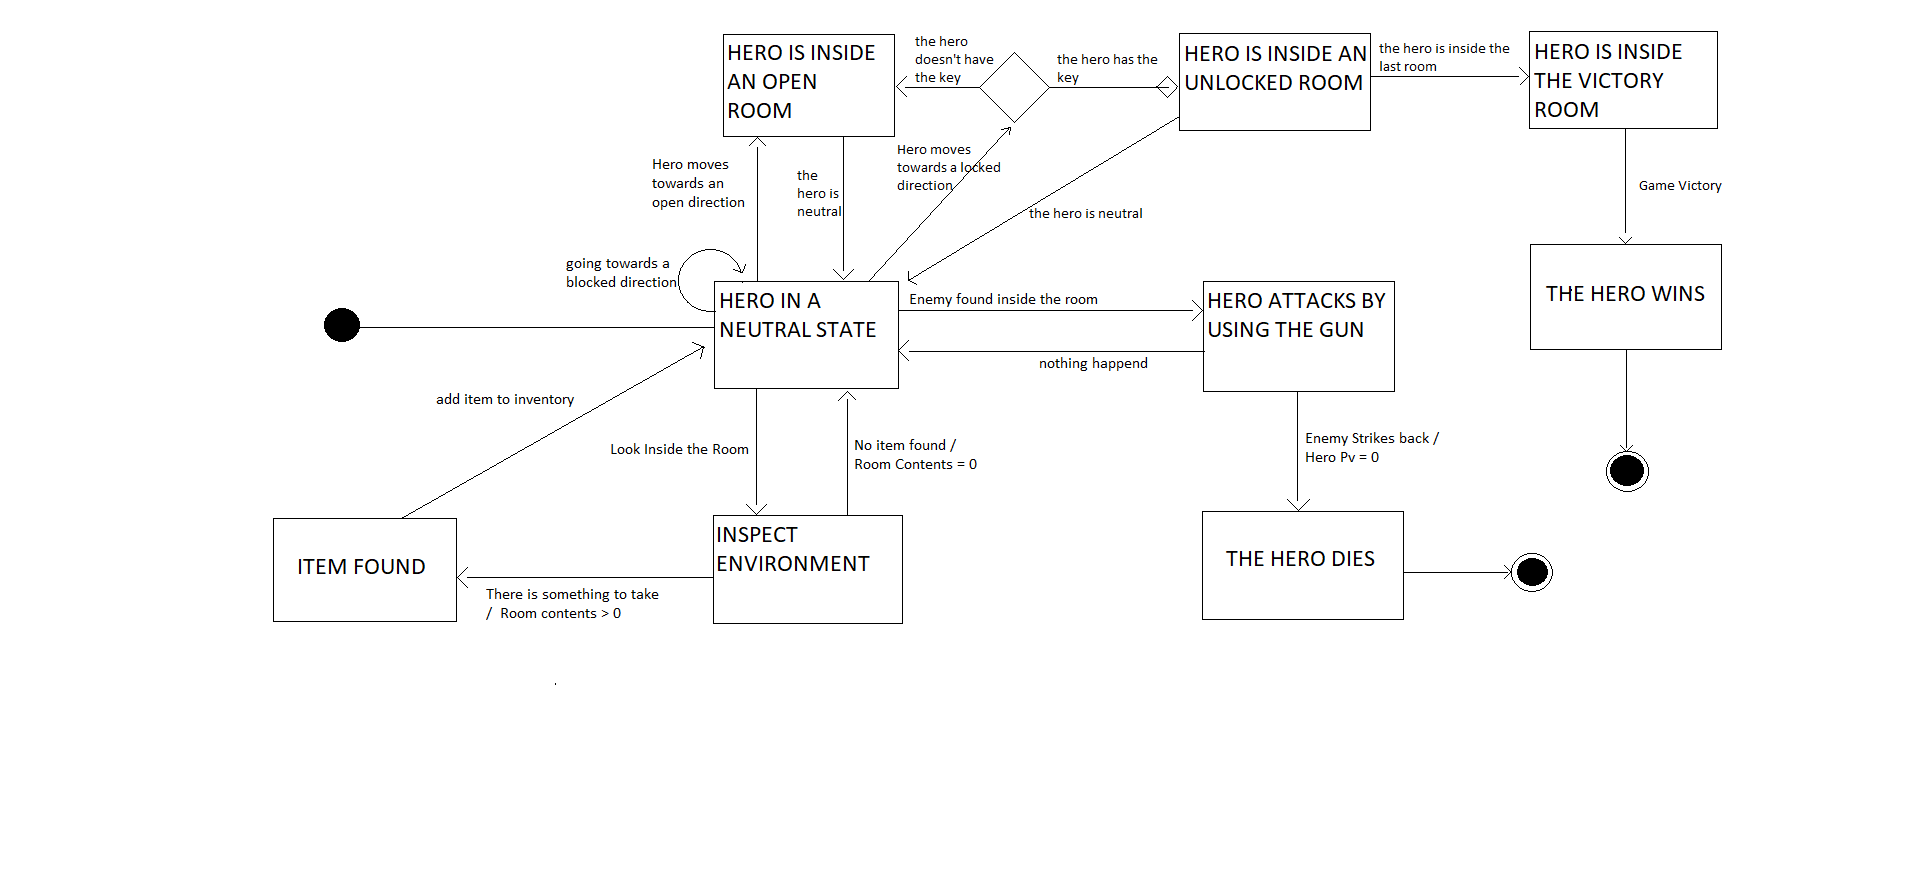 HERO IS INSIDE
AN OPEN
ROOM
the hero
doesn't have
the key
the hero has the
key
HERO IS INSIDE AN
UNLOCKED ROOM
the hero is inside the
last room
HERO IS INSIDE
THE VICTORY
ROOM
Hero moves
towards an
open direction
the
hero is
neutral
Hero moves
towards a locked
direction
the hero is neutral
Game Victory
going towards a
blocked direction
HERO IN A
NEUTRAL STATE
Enemy found inside the room
nothing happend
HERO ATTACKS BY
USING THE GUN
THE HERO WINS
add item to inventory
Look Inside the Room
No item found /
Room Contents = 0
Enemy Strikes back /
Hero Pv = 0
ITEM FOUND
There is something to take
/  Room contents > 0
INSPECT
ENVIRONMENT
THE HERO DIES